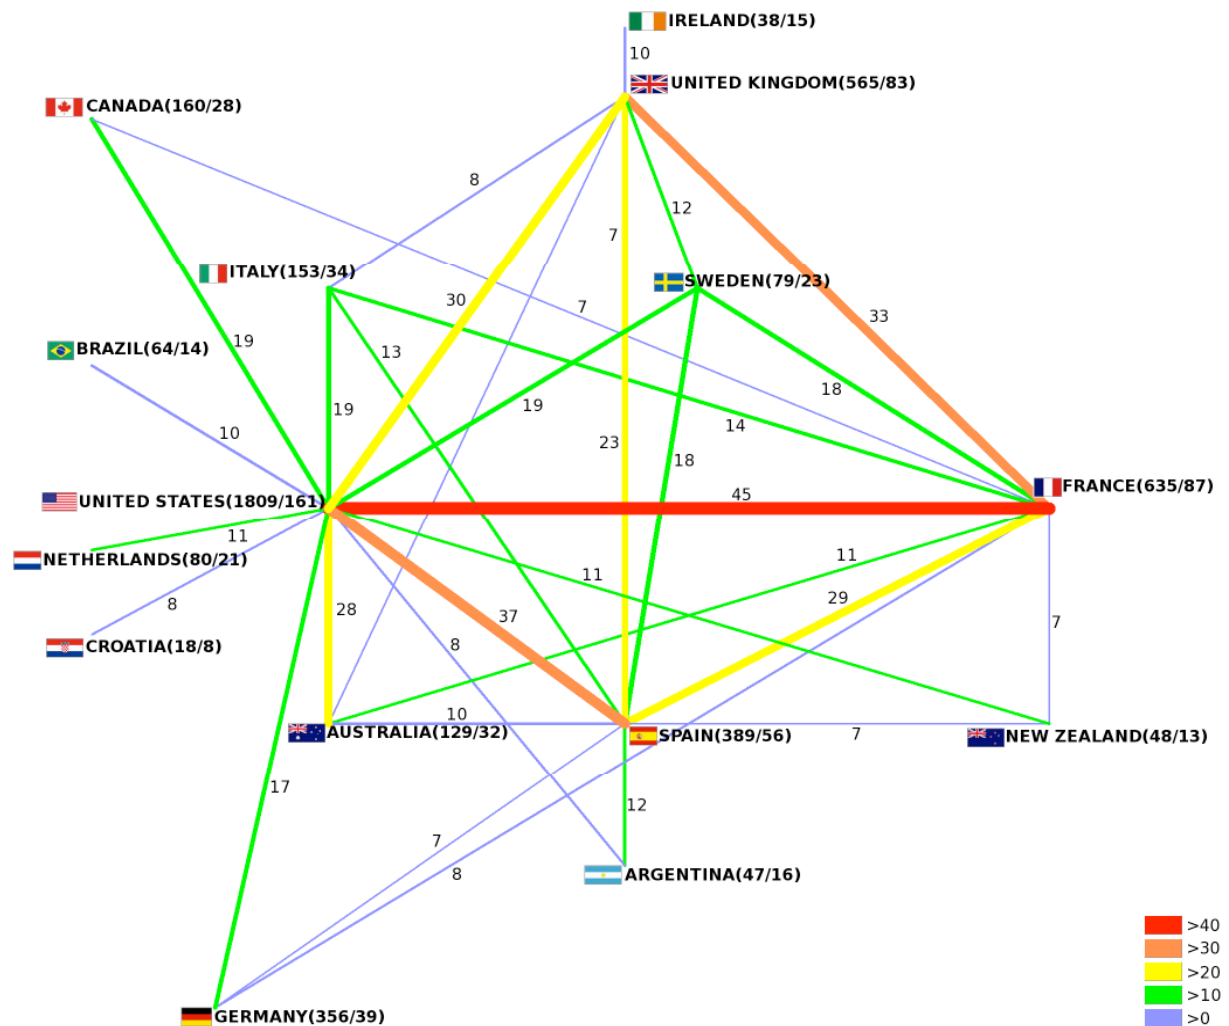 IRELAND(38/15)
10
UNITED KINGDOM(565/83)
CANADA(160/28)
8
12
7
ITALY(153/34)
SWEDEN(79/23)
30
7
33
19
BRAZIL(64/14)
13
18
19
19
14
10
23
18
FRANCE(635/87)
45
UNITED STATES(1809/161)
11
NETHERLANDS(80/21)
11
11
29
8
28
37
7
CROATIA(18/8)
8
10
AUSTRALIA(129/32)
SPAIN(389/56)
7
NEW ZEALAND(48/13)
17
12
7
8
ARGENTINA(47/16)
GERMANY(356/39)
>40
>30
>20
>10
>0